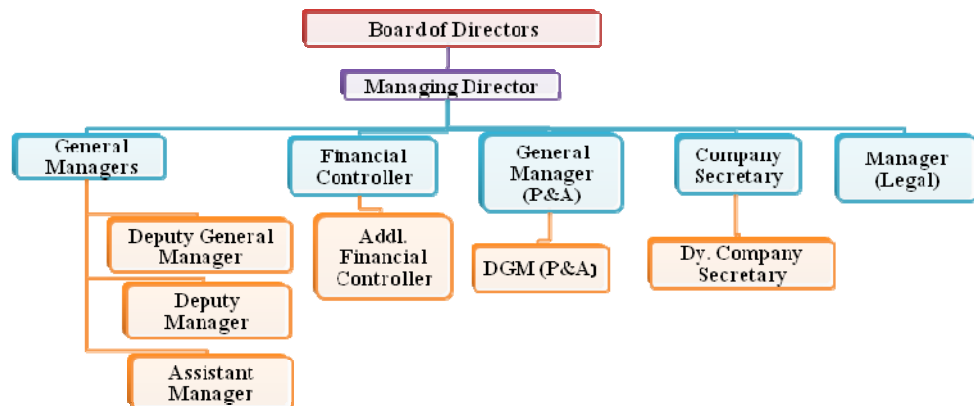 Board of Directors
Managing Director
General
Managers
Financial
Controller
General
Manager
(P&A)
Company
Secretary
Manager
(Legal)
Deputy General
Manager
Addl.
Financial
Controller
DGM (P&A)
Dy. Company
Secretary
Deputy
Manager
Assistant
Manager